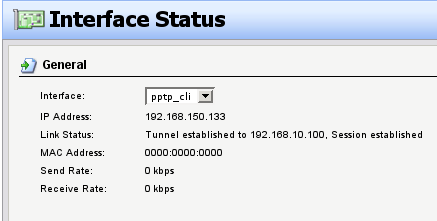 Interface Status
General
Interface: pptp_cli
IP Address: 192.168.150.133
Link Status: Tunnel established to 192.168.10.100, Session established
MAC Address: 0000:0000:0000
Send Rate: 0 kbps
Receive Rate: 0 kbps